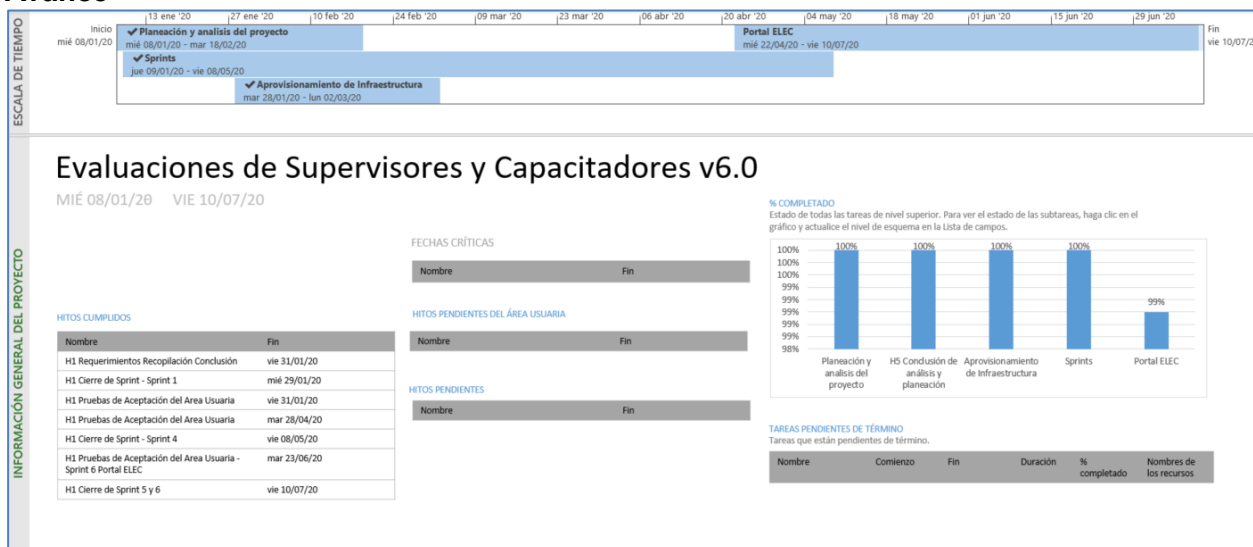 13 ene '20 27 ene '20 10 feb '20 24 feb '20 09 mar '20 23 mar '20 06 abr '20 20 abr '20 04 may '20 18 may '20 01 jun '20 15 jun '20 29 jun '20
ESCALA DE TIEMPO
Inicio
mié 08/01/20
Planeación y analisis del proyecto
mié 08/01/20 - mar 18/02/20
Portal ELEC
mié 22/04/20 - vie 10/07/20
Fin
vie 10/07/2
Sprints
jue 09/01/20 - vie 08/05/20
Aprovisionamiento de Infraestructura
mar 28/01/20 - lun 02/03/20
INFORMACIÓN GENERAL DEL PROYECTO
Evaluaciones de Supervisores y Capacitadores v6.0
MIÉ 08/01/20 VIE 10/07/20
HITOS CUMPLIDOS
Nombre Fin
H1 Requerimientos Recopilación Conclusión vie 31/01/20
H1 Cierre de Sprint - Sprint 1 mié 29/01/20
H1 Pruebas de Aceptación del Area Usuaria vie 31/01/20
H1 Pruebas de Aceptación del Area Usuaria mar 28/04/20
H1 Cierre de Sprint - Sprint 4 vie 08/05/20
H1 Pruebas de Aceptación del Area Usuaria - mar 23/06/20
Sprint 6 Portal ELEC
H1 Cierre de Sprint 5 y 6 vie 10/07/20
FECHAS CRÍTICAS
Nombre Fin
HITOS PENDIENTES DEL ÁREA USUARIA
Nombre Fin
HITOS PENDIENTES
Nombre Fin
% COMPLETADO
Estado de todas las tareas de nivel superior. Para ver el estado de las subtareas, haga clic en el
gráfico y actualice el nivel de esquema en la Lista de campos.
100%
100%
100%
99%
99%
99%
99%
99%
98%
100% 100% 100% 100% 99%
Planeación y H5 Conclusión de Aprovisionamiento Sprints Portal ELEC
analisis del análisis y de Infraestructura
proyecto planeación
TAREAS PENDIENTES DE TÉRMINO
Tareas que están pendientes de término.
Nombre Comienzo Fin Duración % Nombres de
completado los recursos